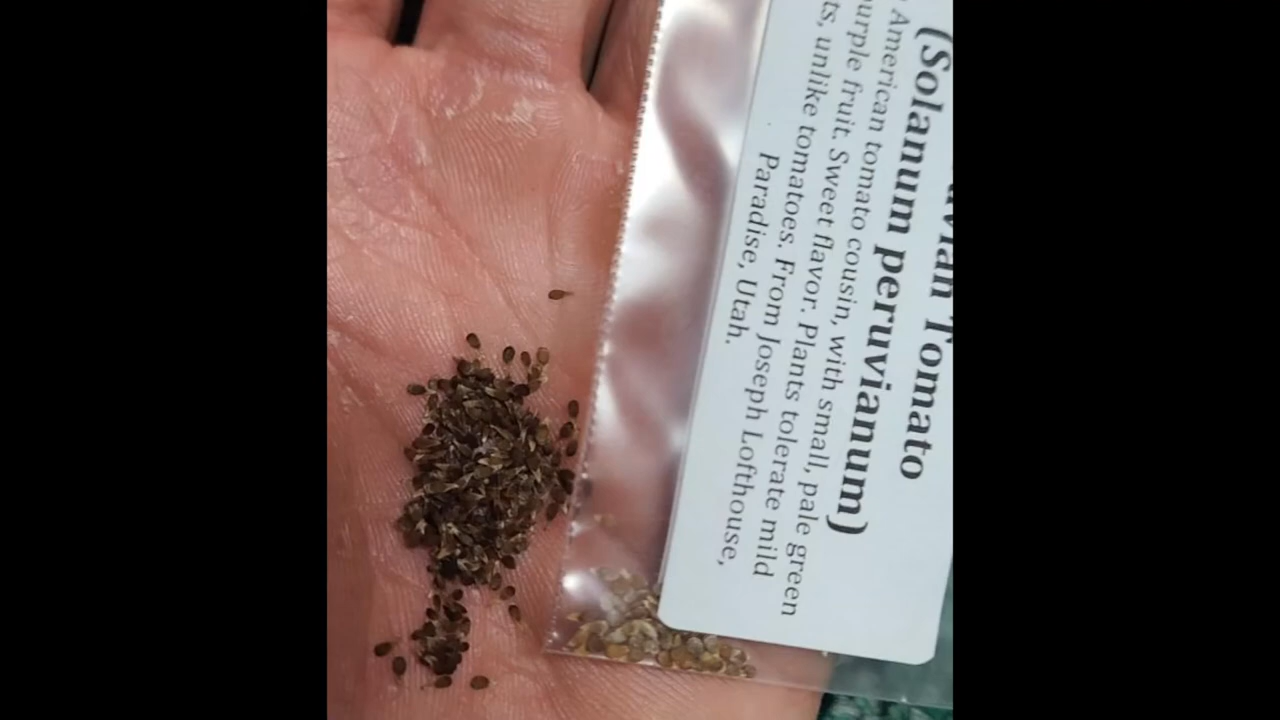 Tomato
(Solanum peruvianum)
American tomato cousin, with small, pale green
purple fruit. Sweet flavor. Plants tolerate mild
unlike tomatoes. From Joseph Lofthouse,
Paradise, Utah.